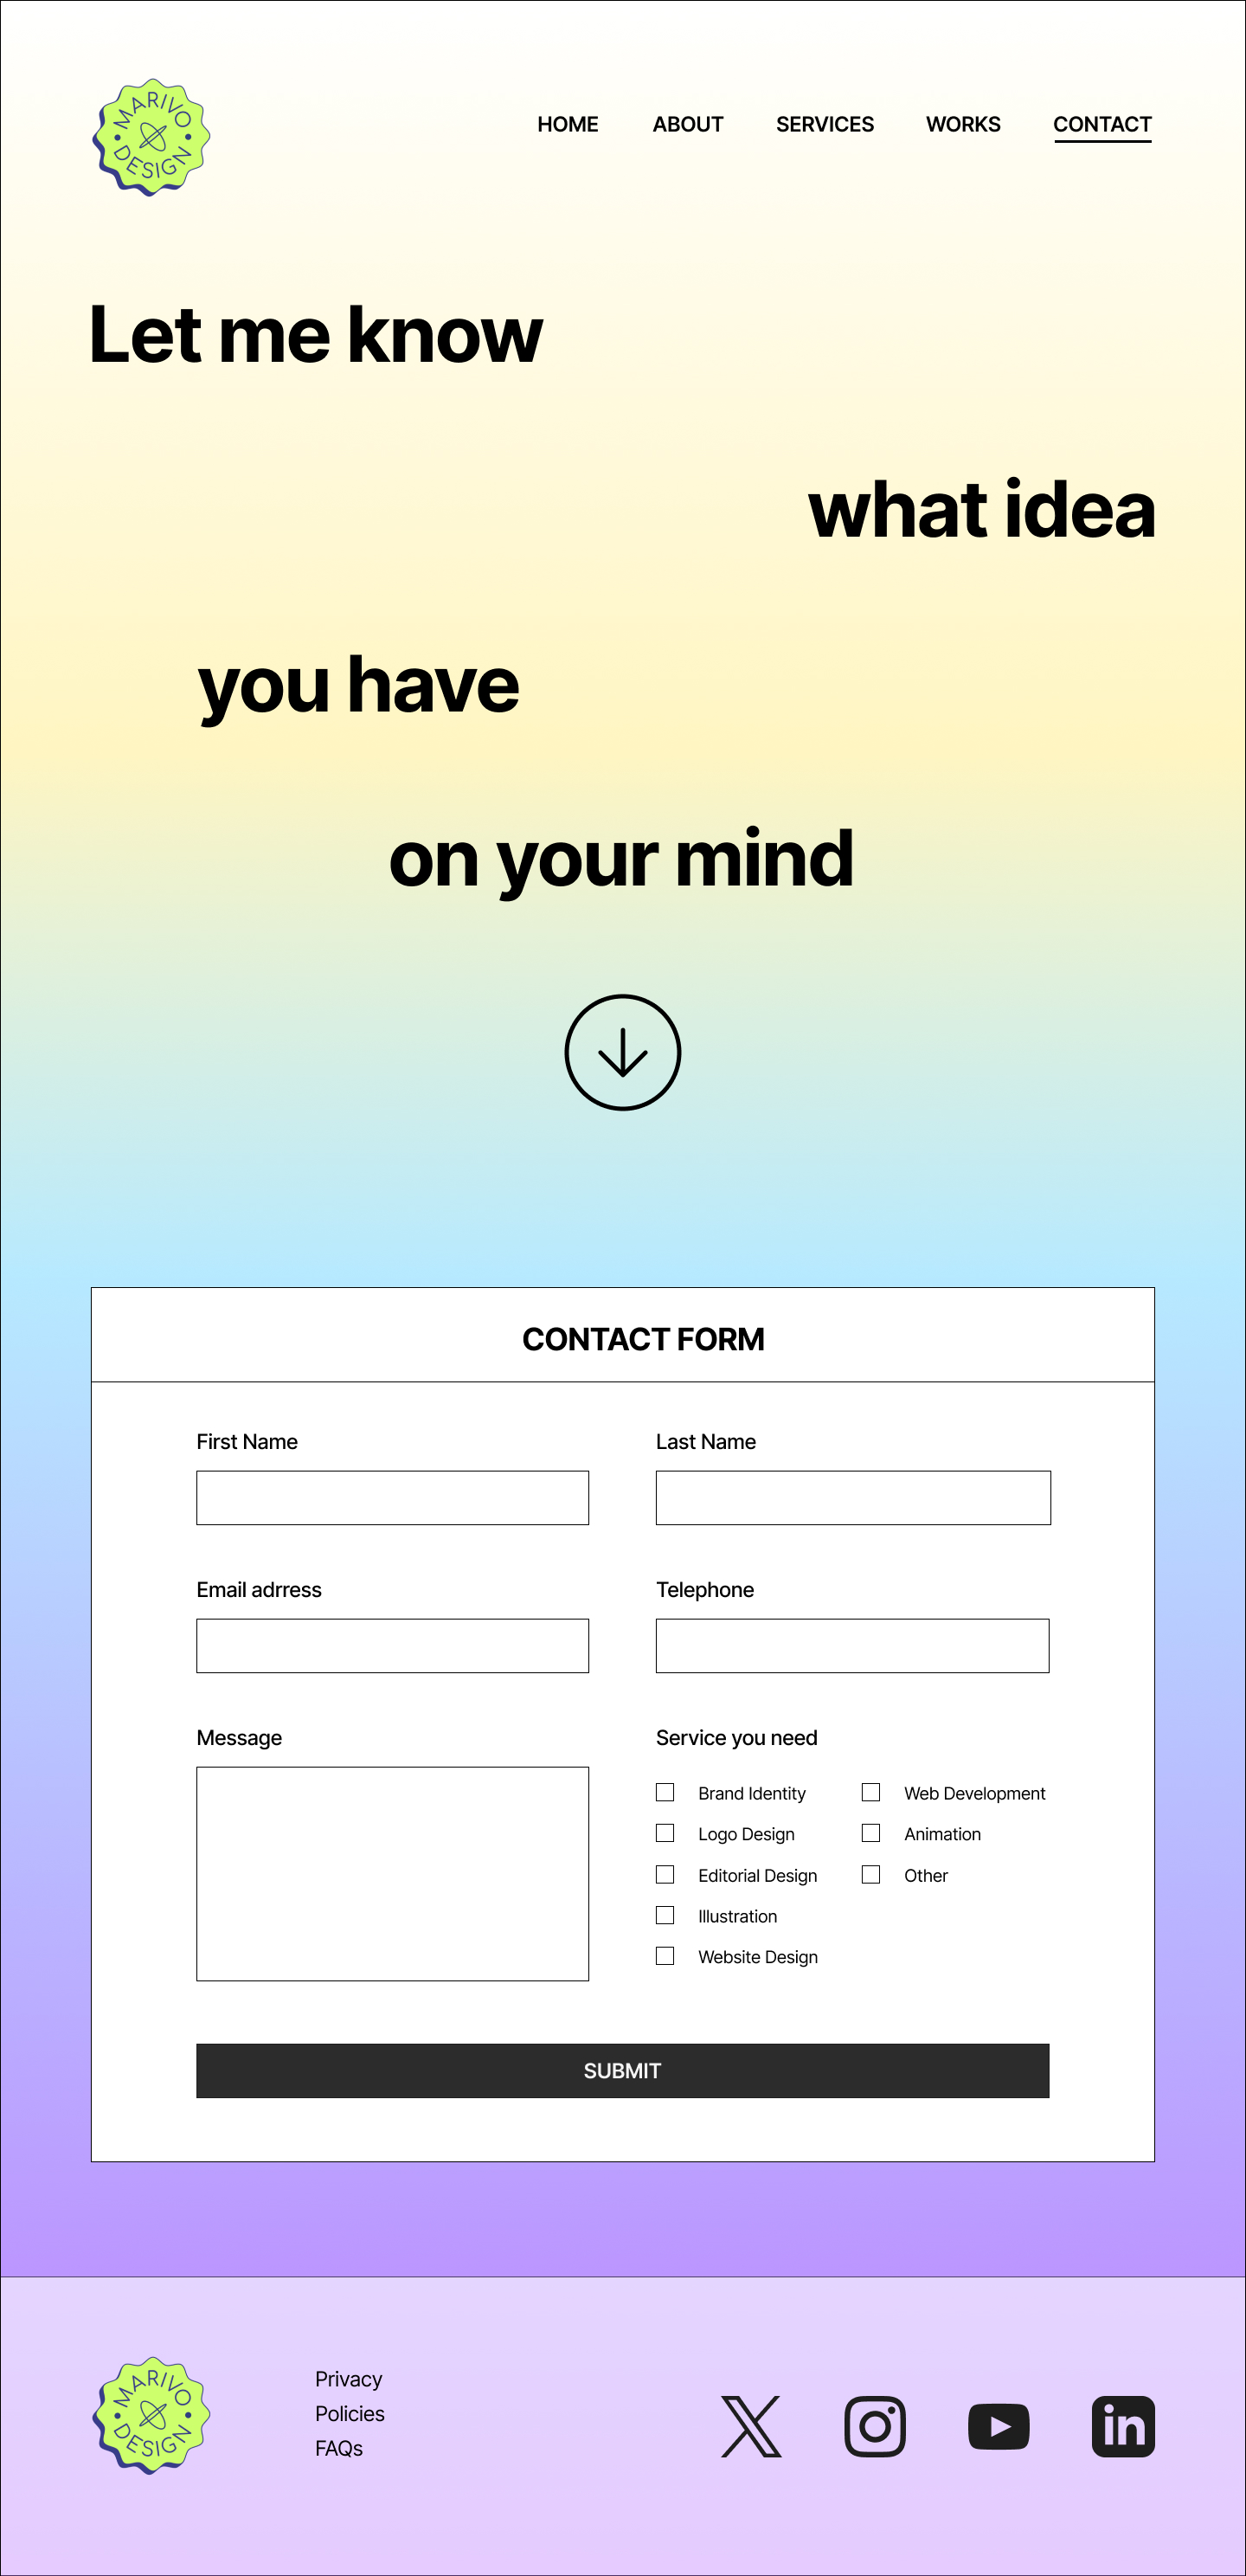 MARIVO DESIGN
HOME ABOUT SERVICES WORKS CONTACT
Let me know
what idea
you have
on your mind
CONTACT FORM
First Name Last Name
Email adrress Telephone
Message Service you need
Brand Identity Web Development
Logo Design Animation
Editorial Design Other
Illustration
Website Design
SUBMIT
MARIVO DESIGN
Privacy
Policies
FAQs
in